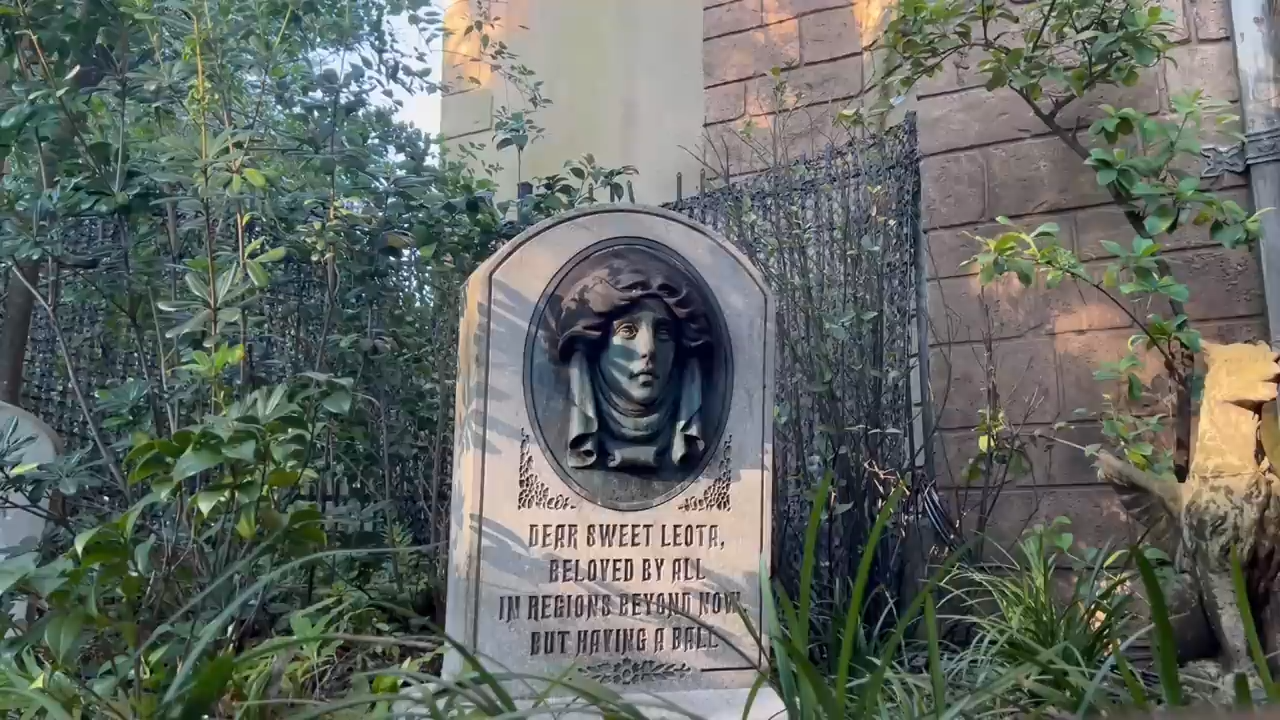 DEAR SWEET LEOTA,
BELOVED BY ALL
IN REGIONS BEYOND NOW
BUT HAVING A BALL